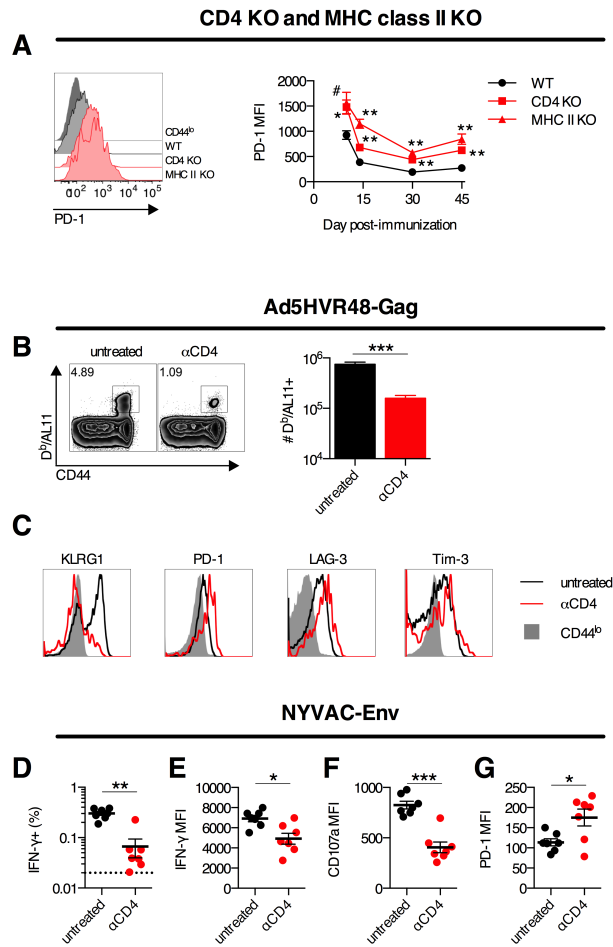 CD4 KO and MHC class II KO
A
CD44lo
WT
CD4 KO
MHC II KO
0 10² 10³ 10⁴ 10⁵
PD-1
PD-1 MFI
2000
1500
1000
500
0
#
*
**
**
**
**
**
**
0 15 30 45
Day post-immunization
WT
CD4 KO
MHC II KO
Ad5HVR48-Gag
B
untreated αCD4
4.89 1.09
Dᵇ/AL11
CD44
# Dᵇ/AL11+
10⁶
10⁵
10⁴
***
untreated
αCD4
C
KLRG1 PD-1 LAG-3 Tim-3
untreated
αCD4
CD44lo
NYVAC-Env
D
IFN-γ+ (%)
1
0.1
0.01
**
untreated
αCD4
E
IFN-γ MFI
10000
8000
6000
4000
2000
0
*
untreated
αCD4
F
CD107a MFI
1000
500
0
***
untreated
αCD4
G
PD-1 MFI
250
200
150
100
50
0
*
untreated
αCD4